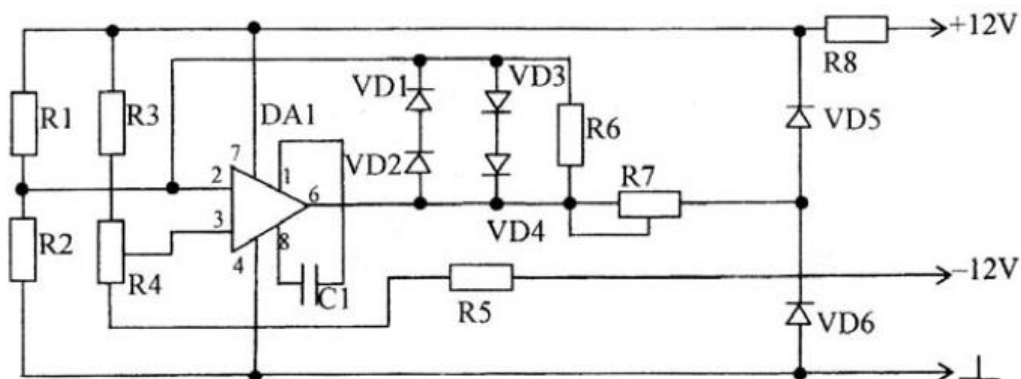 +12V
R8
VD1
VD3
R1
R3
DA1
R6
VD5
7
VD2
1
2
6
R7
3
R2
8
VD4
R4
4
C1
–12V
R5
VD6